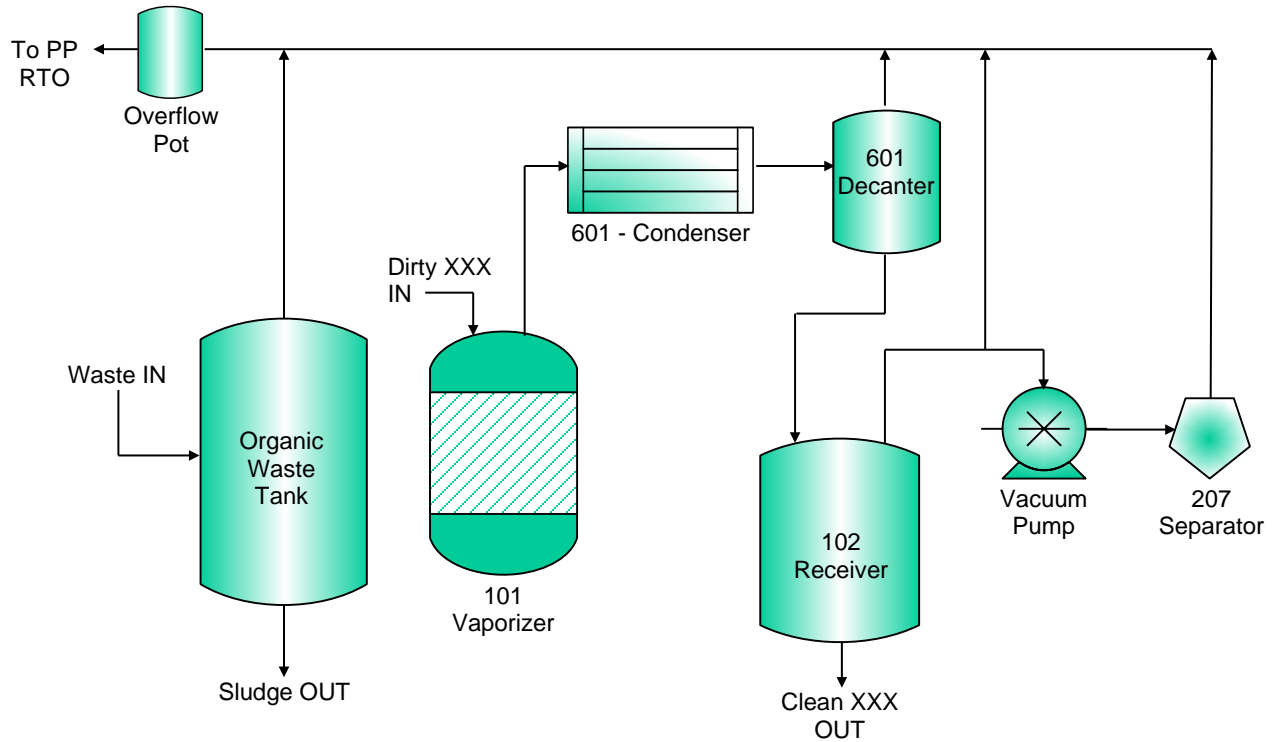 To PP
RTO
Overflow
Pot
601
Decanter
601 - Condenser
Dirty XXX
IN
Waste IN
Organic
Waste
Tank
101
Vaporizer
102
Receiver
Vacuum
Pump
207
Separator
Sludge OUT
Clean XXX
OUT